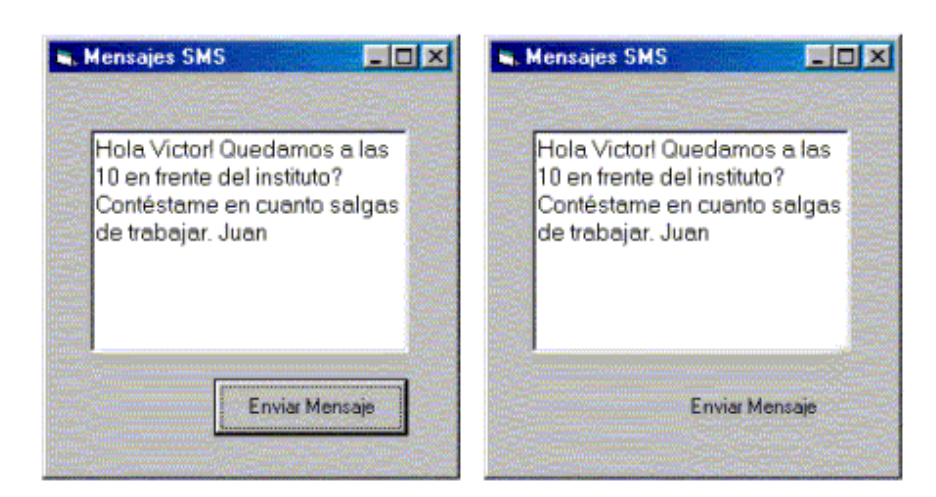 Mensajes SMS
Hola Victor! Quedamos a las
10 en frente del instituto?
Contéstame en cuanto salgas
de trabajar. Juan
Enviar Mensaje
Mensajes SMS
Hola Victor! Quedamos a las
10 en frente del instituto?
Contéstame en cuanto salgas
de trabajar. Juan
Enviar Mensaje